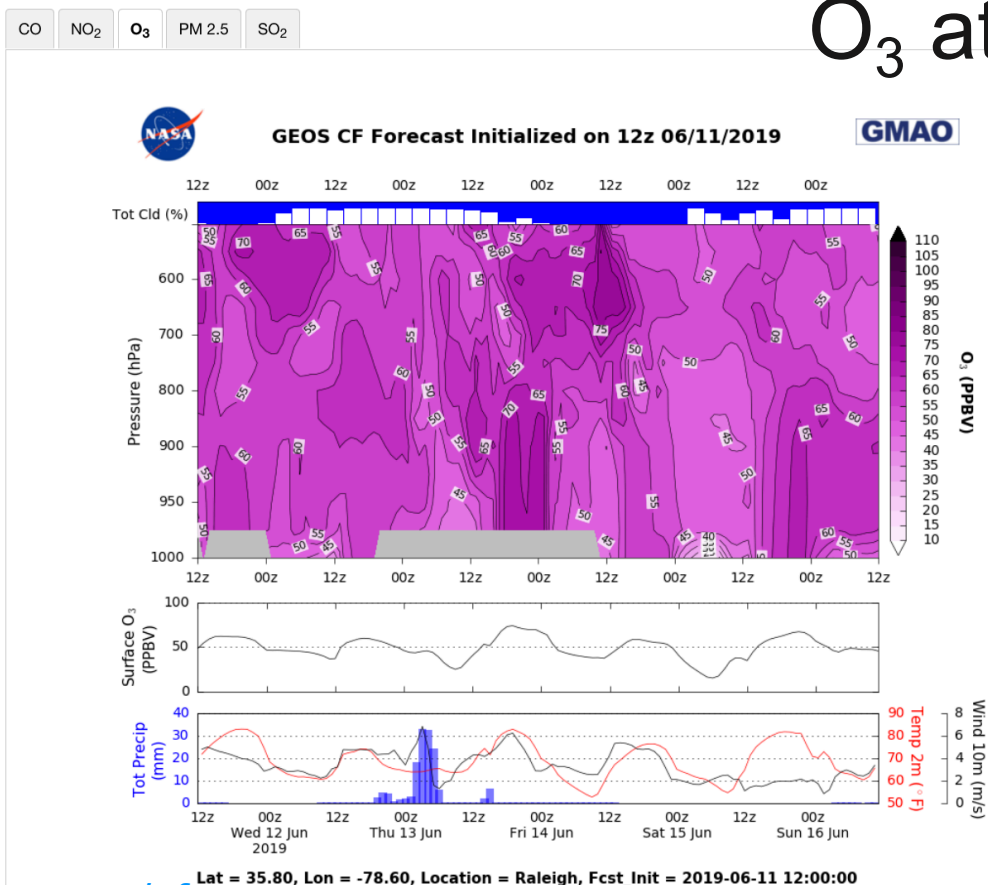 CO NO₂ O₃ PM 2.5 SO₂
O₃ at
NASA
GEOS CF Forecast Initialized on 12z 06/11/2019
GMAO
12z 00z 12z 00z 12z 00z 12z 00z 12z 00z
Tot Cld (%)
Pressure (hPa)
600
700
800
900
950
1000
12z 00z 12z 00z 12z 00z 12z 00z 12z 00z 12z
110
105
100
95
90
85
80
75
70
65
60
55
50
45
40
35
30
25
20
15
10
O₃ (PPBV)
Surface O₃
(PPBV)
100
50
0
Tot Precip
(mm)
40
30
20
10
0
90
80
70
60
50
Temp 2m (°F)
8
6
4
2
0
Wind 10m (m/s)
12z 00z 12z 00z 12z 00z 12z 00z 12z 00z
Wed 12 Jun Thu 13 Jun Fri 14 Jun Sat 15 Jun Sun 16 Jun
2019
Lat = 35.80, Lon = -78.60, Location = Raleigh, Fcst Init = 2019-06-11 12:00:00